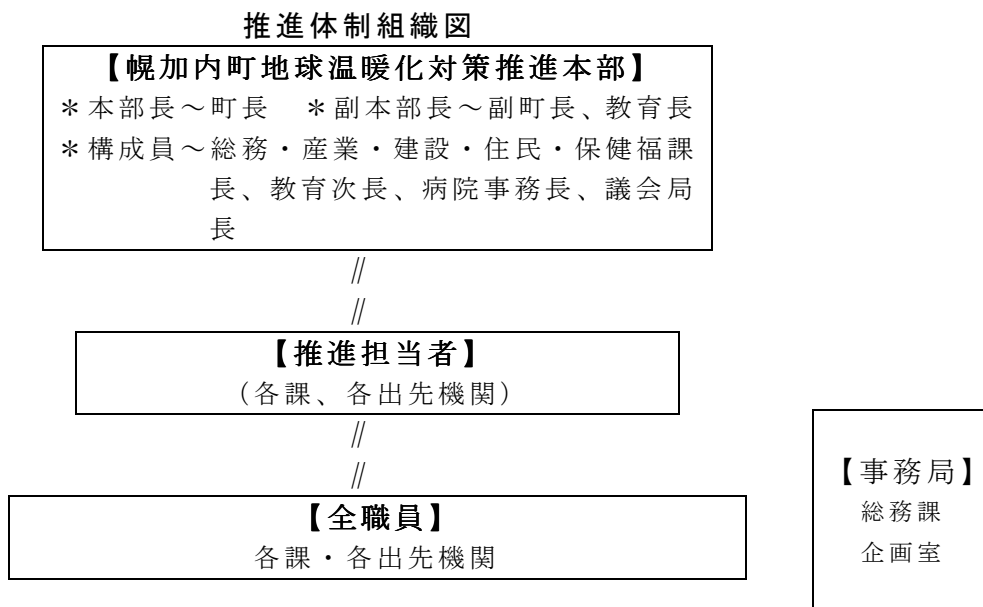 推進体制組織図
【幌加内町地球温暖化対策推進本部】
＊本部長～町長　＊副本部長～副町長、教育長
＊構成員～総務・産業・建設・住民・保健福課
長、教育次長、病院事務長、議会局
長
//
//
【推進担当者】
（各課、各出先機関）
//
//
【全職員】
各課・各出先機関
【事務局】
総務課
企画室